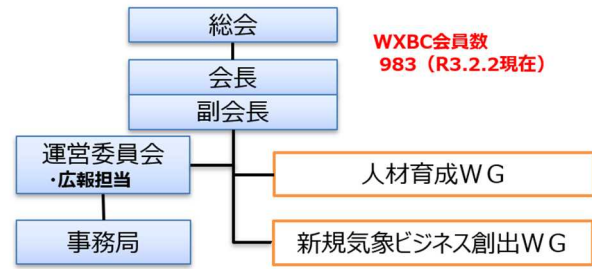 総会
WXBC会員数
983（R3.2.2現在）
会長
副会長
運営委員会
・広報担当
人材育成WG
事務局
新規気象ビジネス創出WG